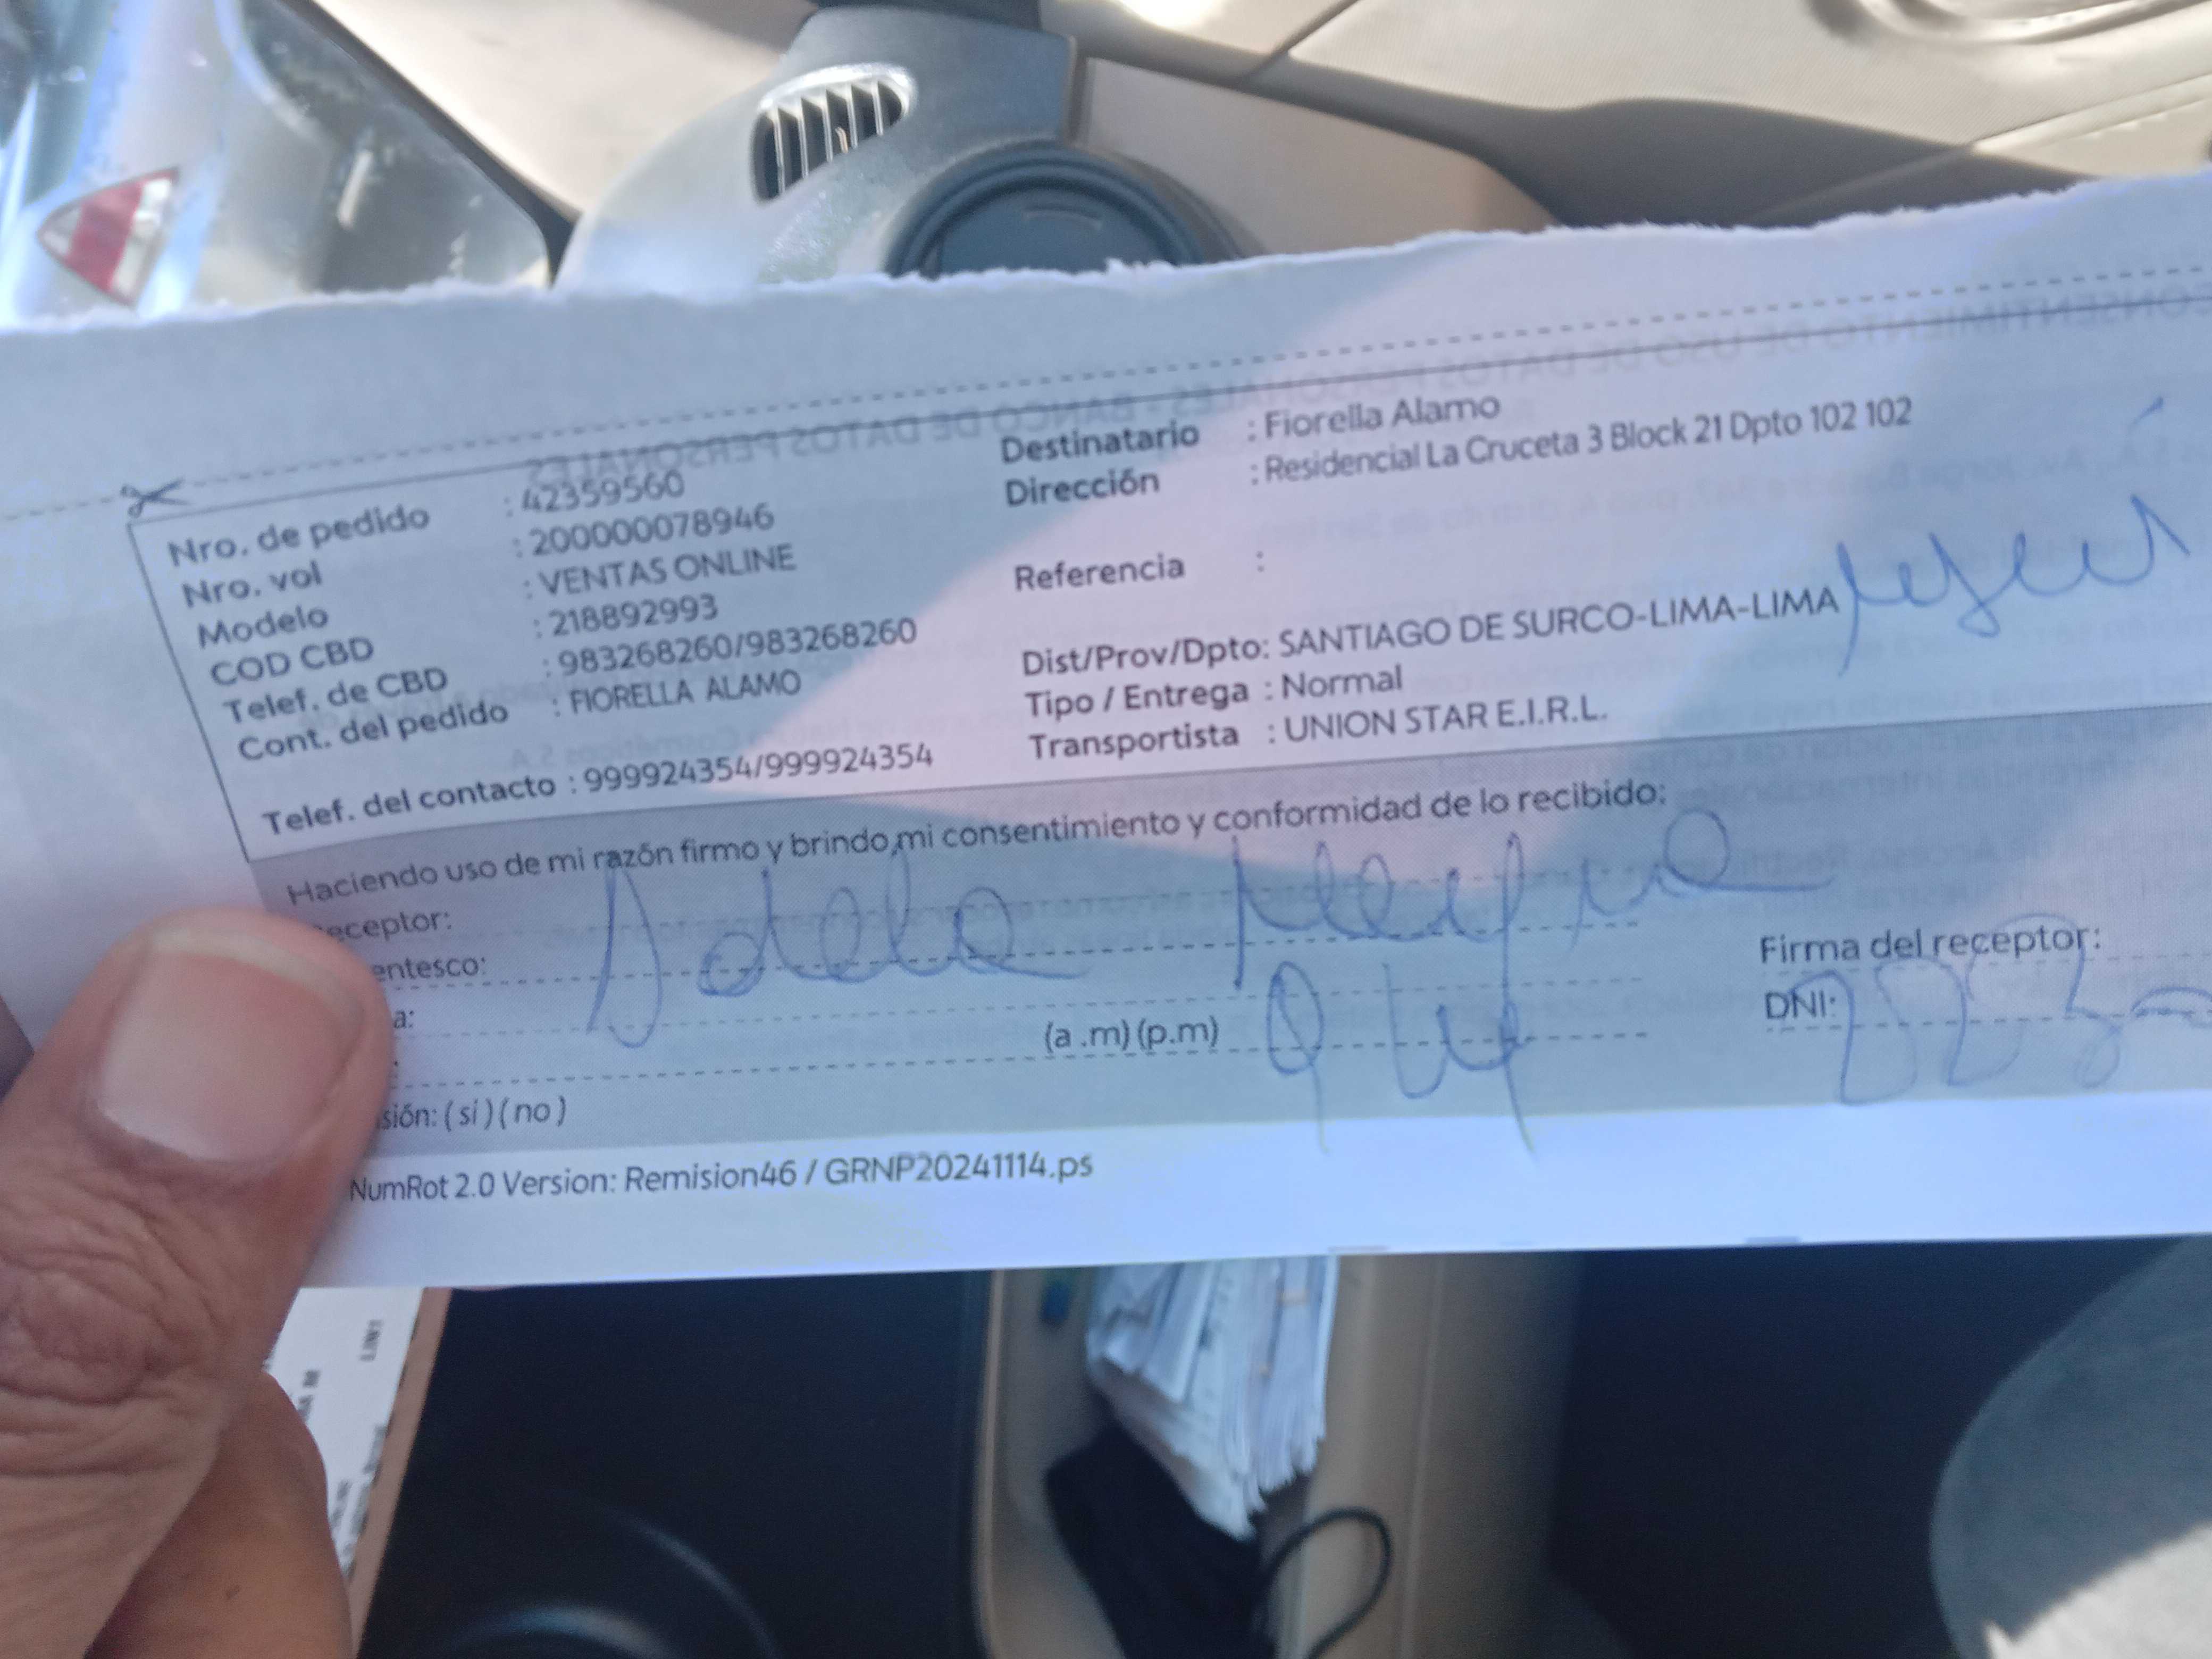 Nro. de pedido : 42359560
Nro. vol : 200000078946
Modelo : VENTAS ONLINE
COD CBD : 218892993
Telef. de CBD : 983268260/983268260
Cont. del pedido : FIORELLA ALAMO
Telef. del contacto : 999924354/999924354
Destinatario : Fiorella Alamo
Dirección : Residencial La Cruceta 3 Block 21 Dpto 102 102
Referencia :
Dist/Prov/Dpto: SANTIAGO DE SURCO-LIMA-LIMA
Tipo / Entrega : Normal
Transportista : UNION STAR E.I.R.L.
Haciendo uso de mi razón firmo y brindo mi consentimiento y conformidad de lo recibido:
eceptor: Adela
entesco:
a:
(a .m) (p.m)
Firma del receptor:
DNI:
sión: ( si ) ( no )
NumRot 2.0 Version: Remision46 / GRNP20241114.ps